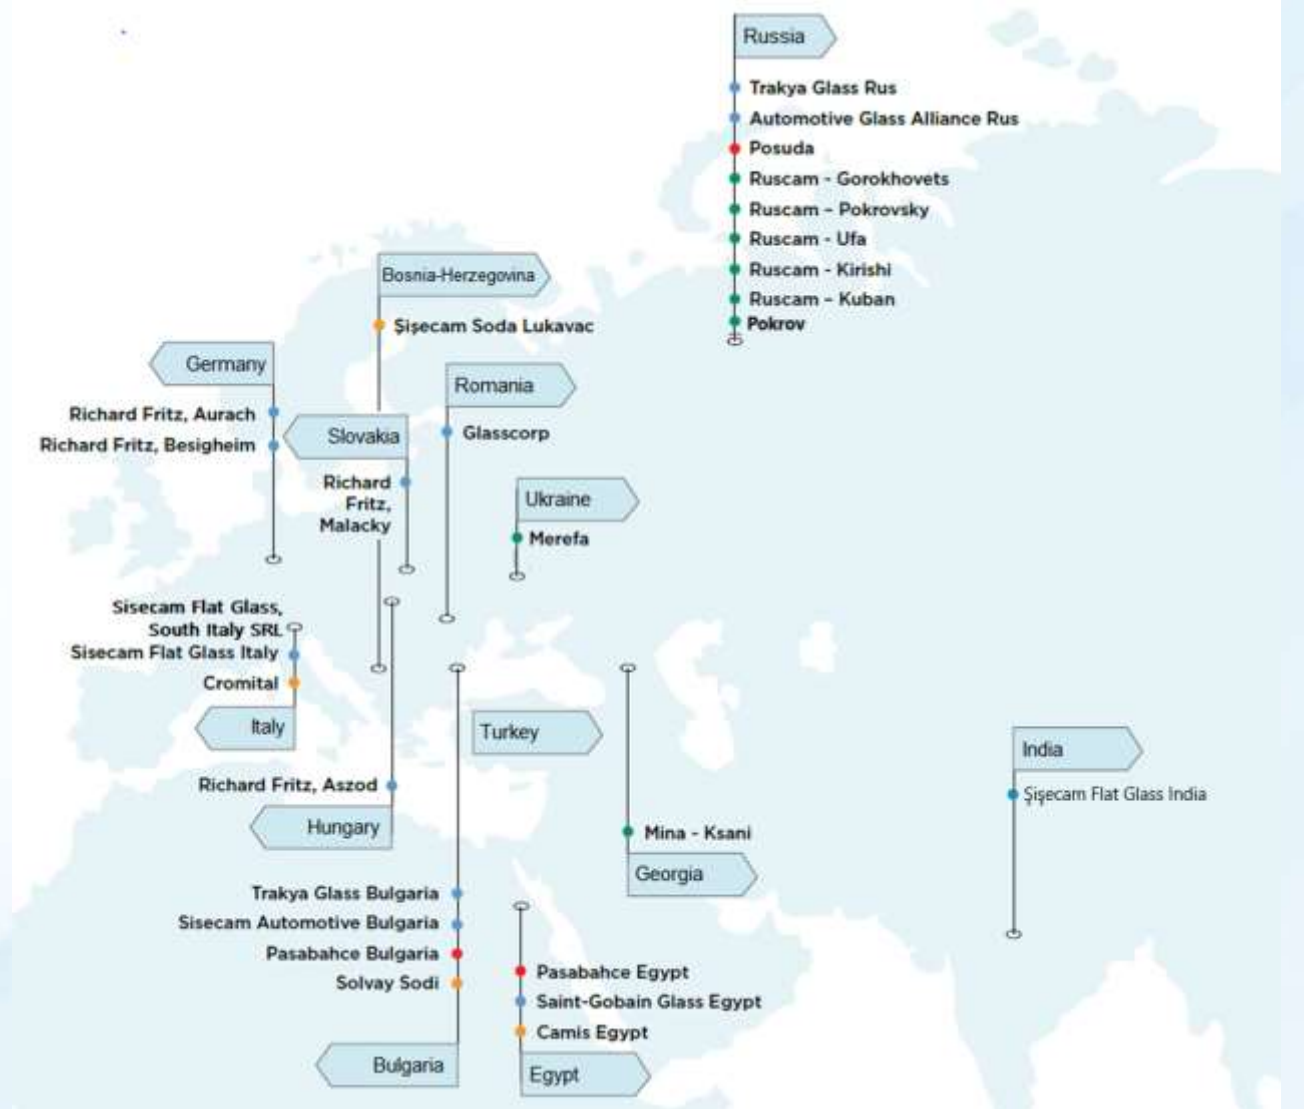 Russia
Trakya Glass Rus
Automotive Glass Alliance Rus
Posuda
Ruscam - Gorokhovets
Ruscam – Pokrovsky
Ruscam - Ufa
Ruscam - Kirishi
Ruscam – Kuban
Pokrov
Bosnia-Herzegovina
Şişecam Soda Lukavac
Germany
Richard Fritz, Aurach
Richard Fritz, Besigheim
Slovakia
Richard
Fritz,
Malacky
Romania
Glasscorp
Ukraine
Merefa
Sisecam Flat Glass,
South Italy SRL
Sisecam Flat Glass Italy
Cromital
Italy
Turkey
Richard Fritz, Aszod
Hungary
Mina - Ksani
Georgia
India
Şişecam Flat Glass India
Trakya Glass Bulgaria
Sisecam Automotive Bulgaria
Pasabahce Bulgaria
Solvay Sodi
Bulgaria
Pasabahce Egypt
Saint-Gobain Glass Egypt
Camis Egypt
Egypt